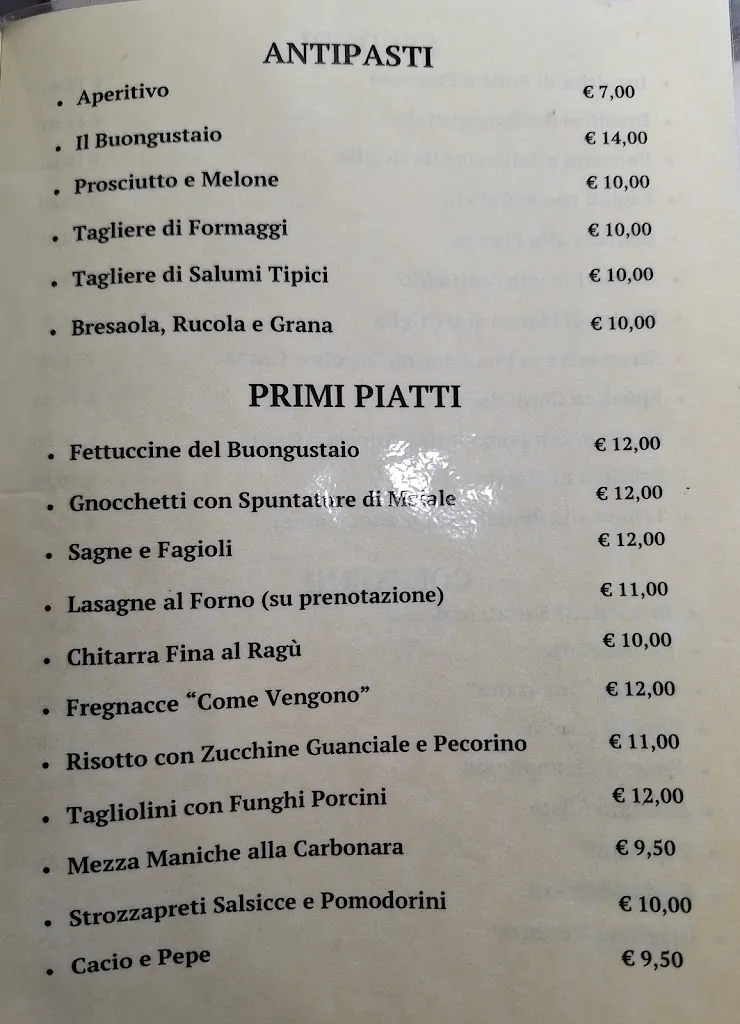 ANTIPASTI
• Aperitivo € 7,00
• Il Buongustaio € 14,00
• Prosciutto e Melone € 10,00
• Tagliere di Formaggi € 10,00
• Tagliere di Salumi Tipici € 10,00
• Bresaola, Rucola e Grana € 10,00
PRIMI PIATTI
• Fettuccine del Buongustaio € 12,00
• Gnocchetti con Spuntature di Maiale € 12,00
• Sagne e Fagioli € 12,00
• Lasagne al Forno (su prenotazione) € 11,00
• Chitarra Fina al Ragù € 10,00
• Fregnacce “Come Vengono” € 12,00
• Risotto con Zucchine Guanciale e Pecorino € 11,00
• Tagliolini con Funghi Porcini € 12,00
• Mezza Maniche alla Carbonara € 9,50
• Strozzapreti Salsicce e Pomodorini € 10,00
• Cacio e Pepe € 9,50